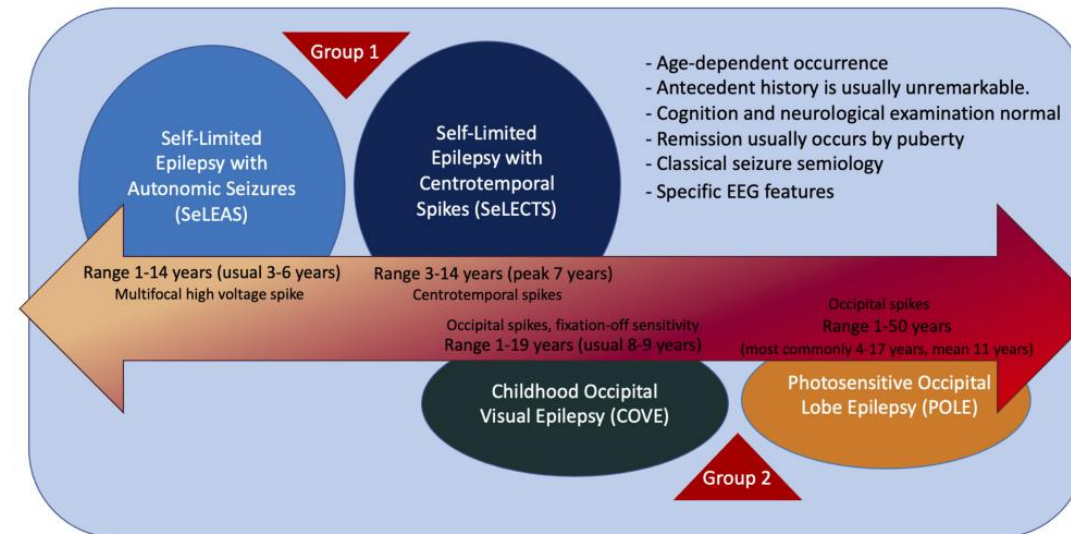 Group 1
Self-Limited
Epilepsy with
Autonomic Seizures
(SeLEAS)
Self-Limited
Epilepsy with
Centrotemporal
Spikes (SeLECTS)
- Age-dependent occurrence
- Antecedent history is usually unremarkable.
- Cognition and neurological examination normal
- Remission usually occurs by puberty
- Classical seizure semiology
- Specific EEG features
Range 1-14 years (usual 3-6 years)
Multifocal high voltage spike
Range 3-14 years (peak 7 years)
Centrotemporal spikes
Occipital spikes, fixation-off sensitivity
Range 1-19 years (usual 8-9 years)
Occipital spikes
Range 1-50 years
(most commonly 4-17 years, mean 11 years)
Childhood Occipital
Visual Epilepsy (COVE)
Photosensitive Occipital
Lobe Epilepsy (POLE)
Group 2